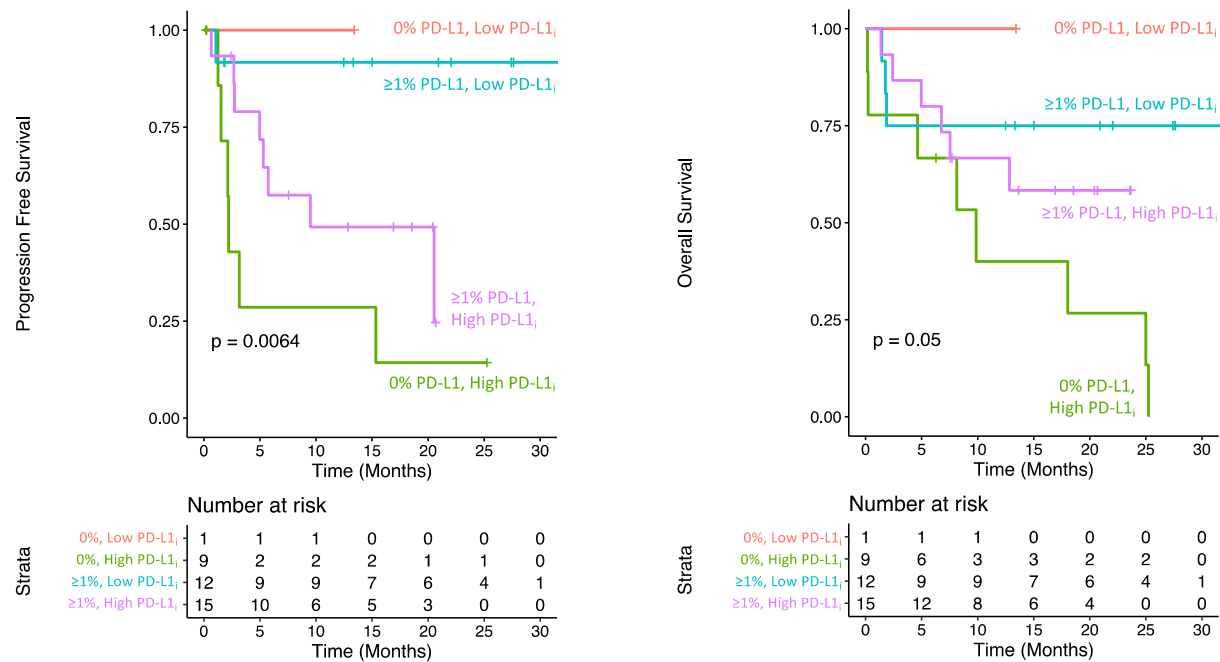 Progression Free Survival
1.00
0.75
0.50
0.25
0.00
0% PD-L1, Low PD-L1i
≥1% PD-L1, Low PD-L1i
≥1% PD-L1,
High PD-L1i
p = 0.0064
0% PD-L1, High PD-L1i
0 5 10 15 20 25 30
Time (Months)
Number at risk
Strata
0%, Low PD-L1i 1 1 1 0 0 0 0
0%, High PD-L1i 9 2 2 2 1 1 0
≥1%, Low PD-L1i 12 9 9 7 6 4 1
≥1%, High PD-L1i 15 10 6 5 3 0 0
0 5 10 15 20 25 30
Time (Months)
Overall Survival
1.00
0.75
0.50
0.25
0.00
0% PD-L1, Low PD-L1i
≥1% PD-L1, Low PD-L1i
≥1% PD-L1, High PD-L1i
p = 0.05
0% PD-L1,
High PD-L1i
0 5 10 15 20 25 30
Time (Months)
Number at risk
Strata
0%, Low PD-L1i 1 1 1 0 0 0 0
0%, High PD-L1i 9 6 3 3 2 2 0
≥1%, Low PD-L1i 12 9 9 7 6 4 1
≥1%, High PD-L1i 15 12 8 6 4 0 0
0 5 10 15 20 25 30
Time (Months)